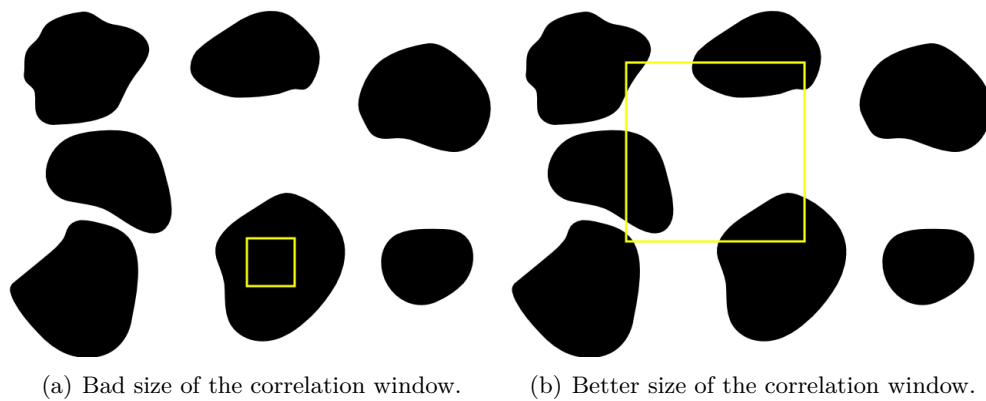 (a) Bad size of the correlation window.
(b) Better size of the correlation window.